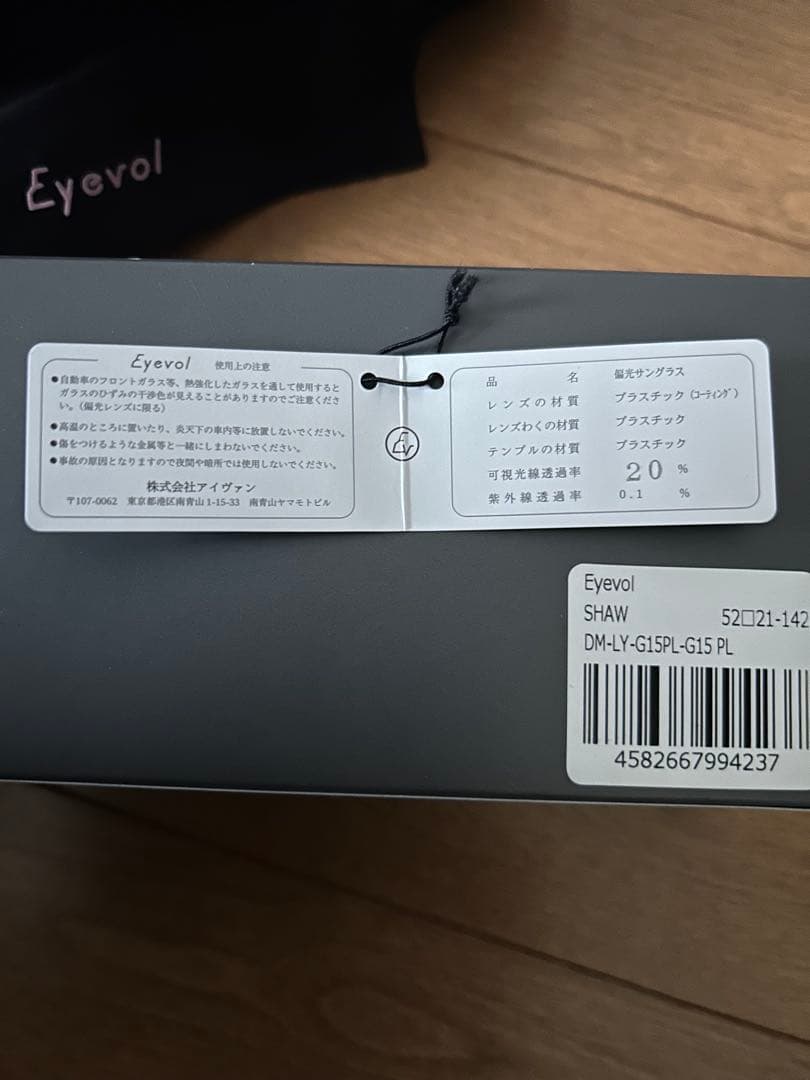 Eyevol
Eyevol 使用上の注意
●自動車のフロントガラス等、熱強化したガラスを通して使用すると
ガラスのひずみの干渉色が見えることがありますのでご注意くださ
い。(偏光レンズに限る)
●高温のところに置いたり、炎天下の車内等に放置しないでください。
●傷をつけるような金属等と一緒にしまわないでください。
●事故の原因となりますので夜間や暗所では使用しないでください。
株式会社アイヴァン
〒107-0062 東京都港区南青山 1-15-33 南青山ヤマモトビル
品名 偏光サングラス
レンズの材質 プラスチック (コーティング)
レンズわくの材質 プラスチック
テンプルの材質 プラスチック
可視光線透過率 20 %
紫外線透過率 0.1 %
Eyevol
SHAW 52□21-142
DM-LY-G15PL-G15 PL
4582667994237